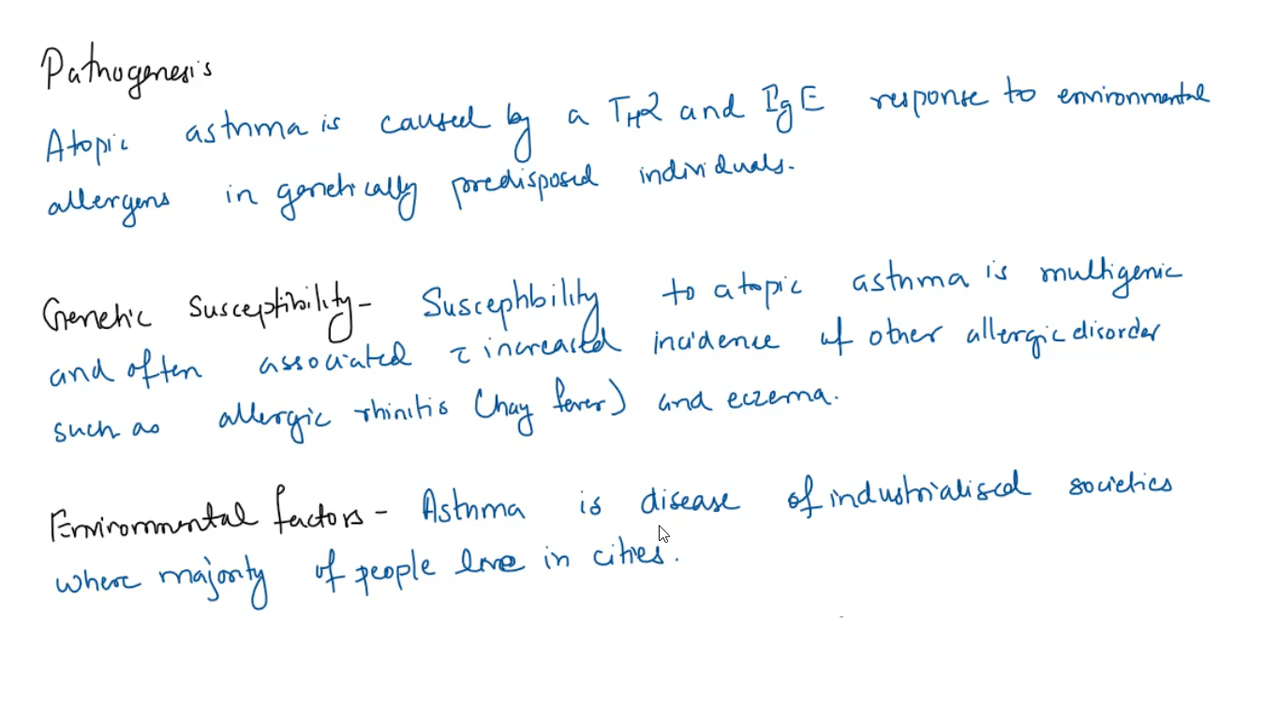 Pathogenesis
Atopic asthma is caused by a TH2 and IgE response to environmental
allergens in genetically predisposed individuals.
Genetic Susceptibility - Susceptibility to atopic asthma is multigenic
and often associated c̄ increased incidence of other allergic disorder
such as allergic rhinitis (hay fever) and eczema.
Environmental factors - Asthma is disease of industrialised societies
where majority of people live in cities.